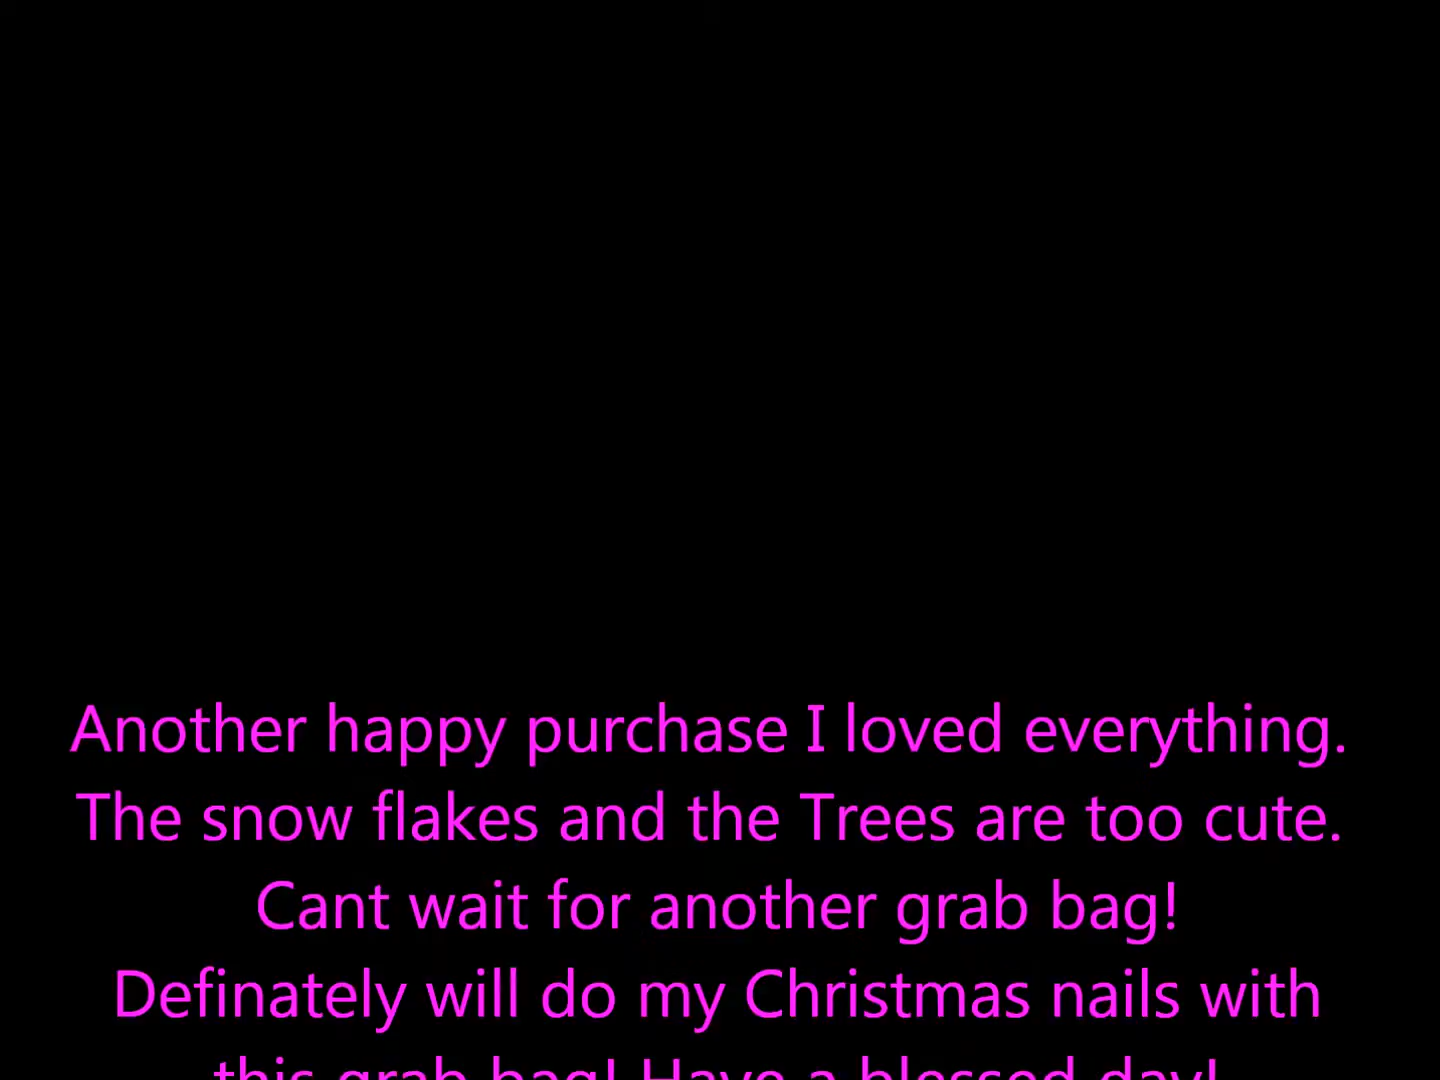 Another happy purchase I loved everything.
The snow flakes and the Trees are too cute.
Cant wait for another grab bag!
Definately will do my Christmas nails with
this grab bag! Have a blessed day!